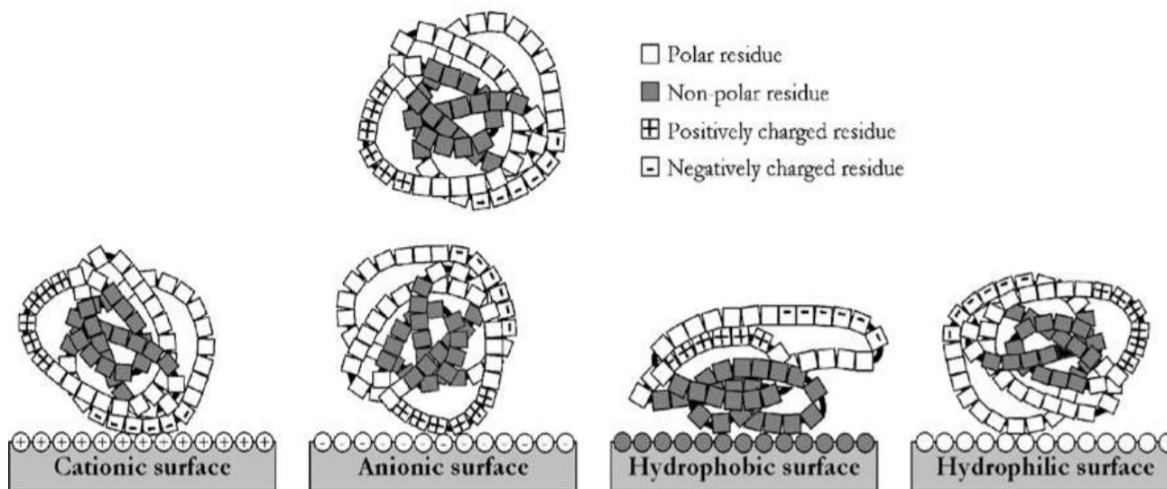 Polar residue
Non-polar residue
Positively charged residue
Negatively charged residue
Cationic surface
Anionic surface
Hydrophobic surface
Hydrophilic surface